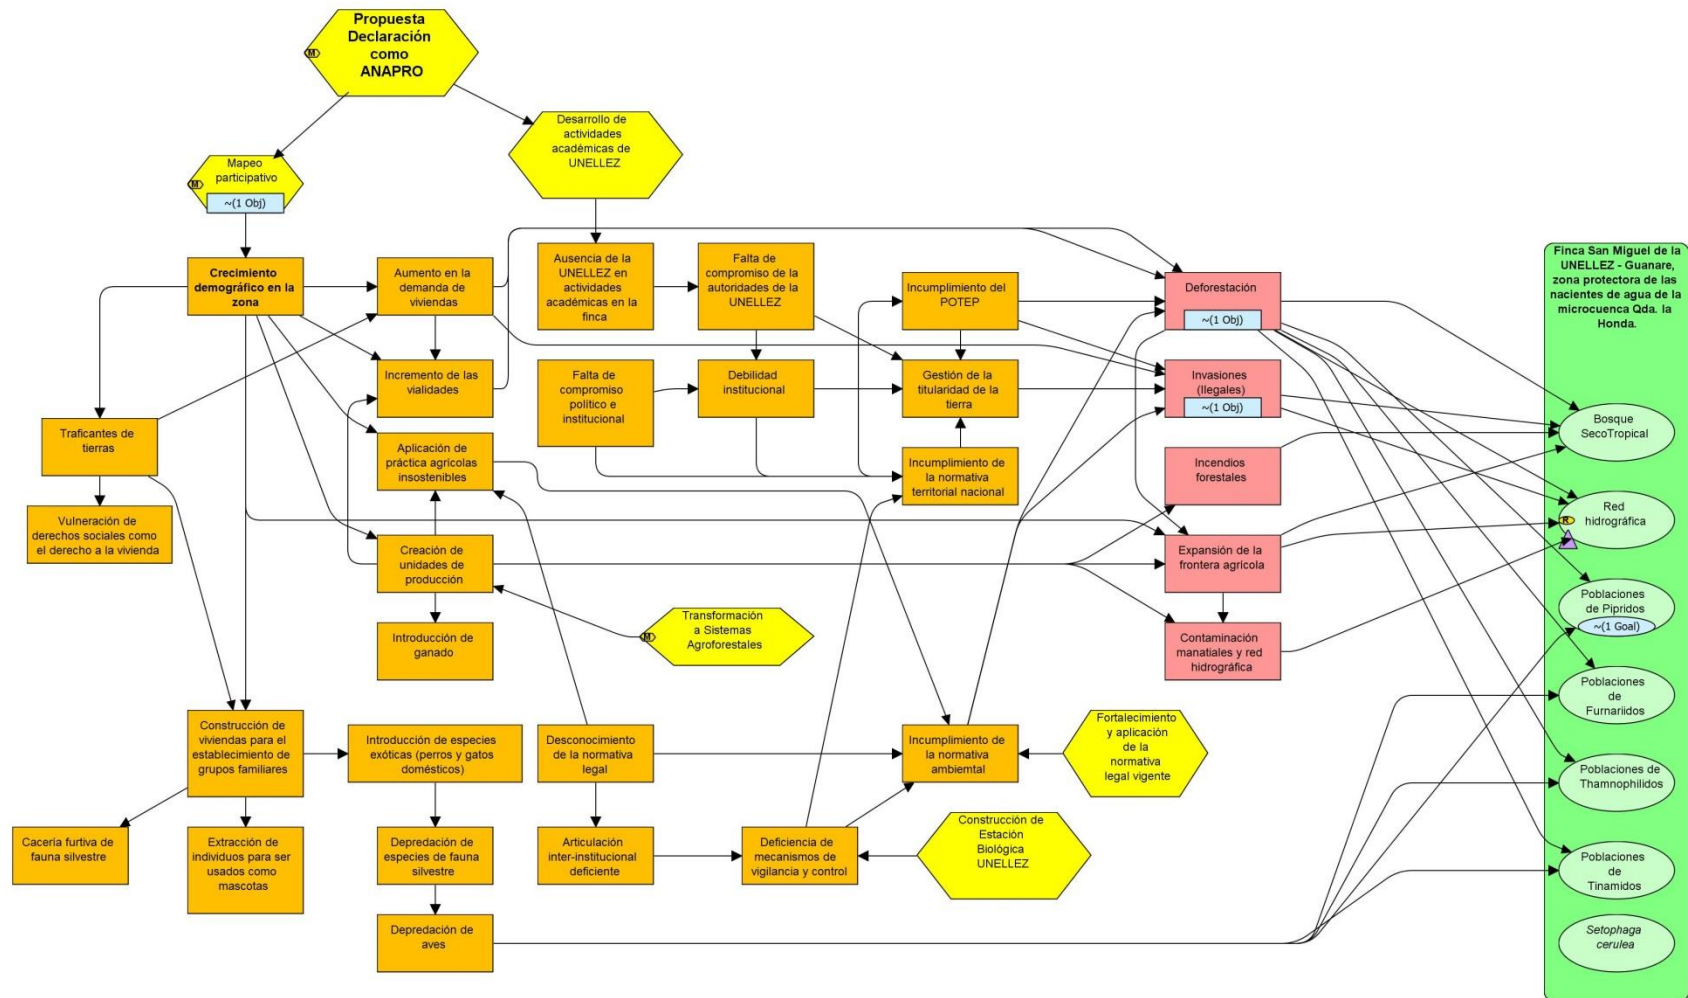 Propuesta
Declaración
como
ANAPRO
M
Desarrollo de
actividades
académicas de
UNELLEZ
Mapeo
participativo
M
~(1 Obj)
Crecimiento
demográfico en la
zona
Aumento en la
demanda de
viviendas
Ausencia de la
UNELLEZ en
actividades
académicas en la
finca
Falta de
compromiso de la
autoridades de la
UNELLEZ
Incumplimiento del
POTEP
Deforestación
~(1 Obj)
Finca San Miguel de la
UNELLEZ - Guanare,
zona protectora de las
nacientes de agua de la
microcuenca Qda. la
Honda.
Incremento de las
vialidades
Falta de
compromiso
político e
institucional
Debilidad
institucional
Gestión de la
titularidad de la
tierra
Invasiones
(Ilegales)
~(1 Obj)
Bosque
SecoTropical
Traficantes de
tierras
Aplicación de
práctica agrícolas
insostenibles
Incumplimiento de
la normativa
territorial nacional
Incendios
forestales
Vulneración de
derechos sociales como
el derecho a la vivienda
Red
hidrográfica
R
Creación de
unidades de
producción
Expansión de la
frontera agrícola
Introducción de
ganado
Transformación
a Sistemas
Agroforestales
M
Contaminación
manatiales y red
hidrográfica
Poblaciones
de Pipridos
~(1 Goal)
Construcción de
viviendas para el
establecimiento de
grupos familiares
Introducción de especies
exóticas (perros y gatos
domésticos)
Desconocimiento
de la normativa
legal
Incumplimiento de
la normativa
ambiemtal
Fortalecimiento
y aplicación
de la
normativa
legal vigente
Poblaciones
de
Furnariidos
Poblaciones de
Thamnophilidos
Cacería furtiva de
fauna silvestre
Extracción de
individuos para ser
usados como
mascotas
Depredación de
especies de fauna
silvestre
Articulación
inter-institucional
deficiente
Deficiencia de
mecanismos de
vigilancia y control
Construcción de
Estación
Biológica
UNELLEZ
Poblaciones
de
Tinamidos
Depredación de
aves
Setophaga
cerulea